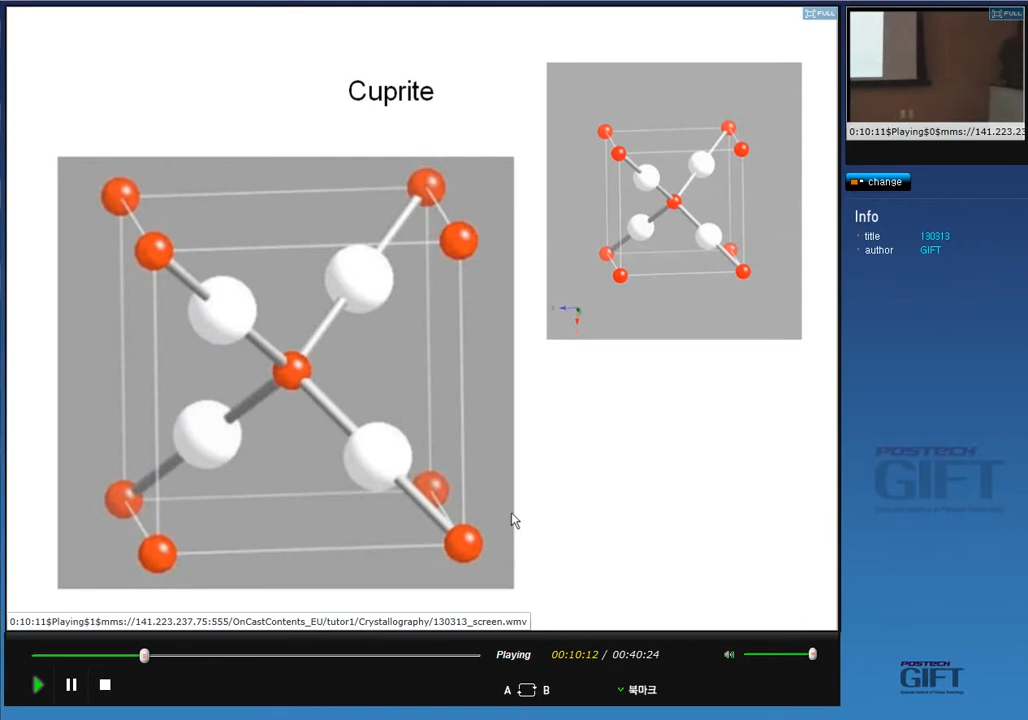 FULL
FULL
Cuprite
0:10:11$Playing$0$mms://141.223.23
change
Info
title 130313
author GIFT
POSTECH
GIFT
0:10:11$Playing$1$mms://141.223.237.75:555/OnCastContents_EU/tutor1/Crystallography/130313_screen.wmv
Playing 00:10:12 / 00:40:24
A B 북마크
POSTECH
GIFT